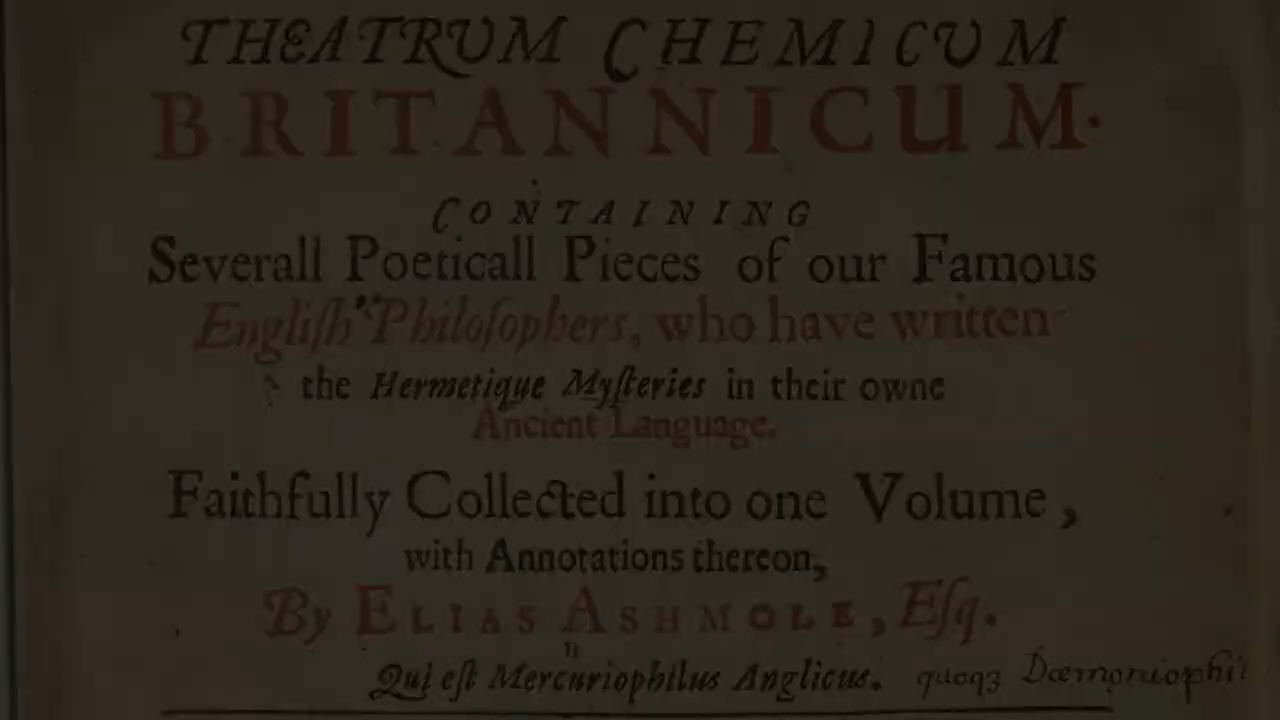 THEATRUM CHEMICUM
BRITANNICUM.
CONTAINING
Severall Poeticall Pieces of our Famous
Engliſh Philoſophers, who have written
the Hermetique Myſteries in their owne
Ancient Language.
Faithfully Collected into one Volume,
with Annotations thereon,
By ELIAS ASHMOLE, Eſq.
Qui eſt Mercuriophilus Anglicus. quoqȝ Dæmoniophil